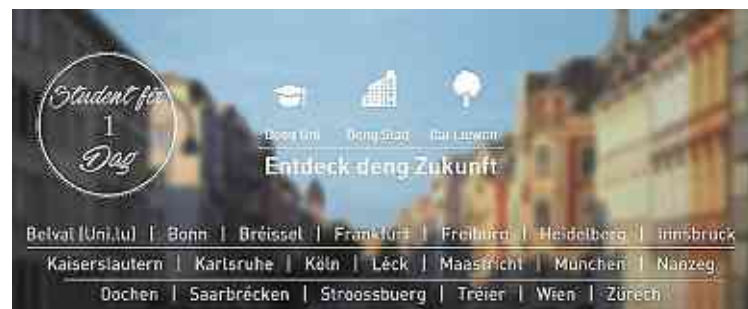 Student fir
1
Dag
Deng Uni Deng Stad Däi Liewen
Entdeck deng Zukunft
Belval (Uni.lu) | Bonn | Bréissel | Frankfurt | Freiburg | Heidelberg | Innsbruck
Kaiserslautern | Karlsruhe | Köln | Léck | Maastricht | München | Nanzeg
Oochen | Saarbrécken | Stroossbuerg | Tréier | Wien | Zürech